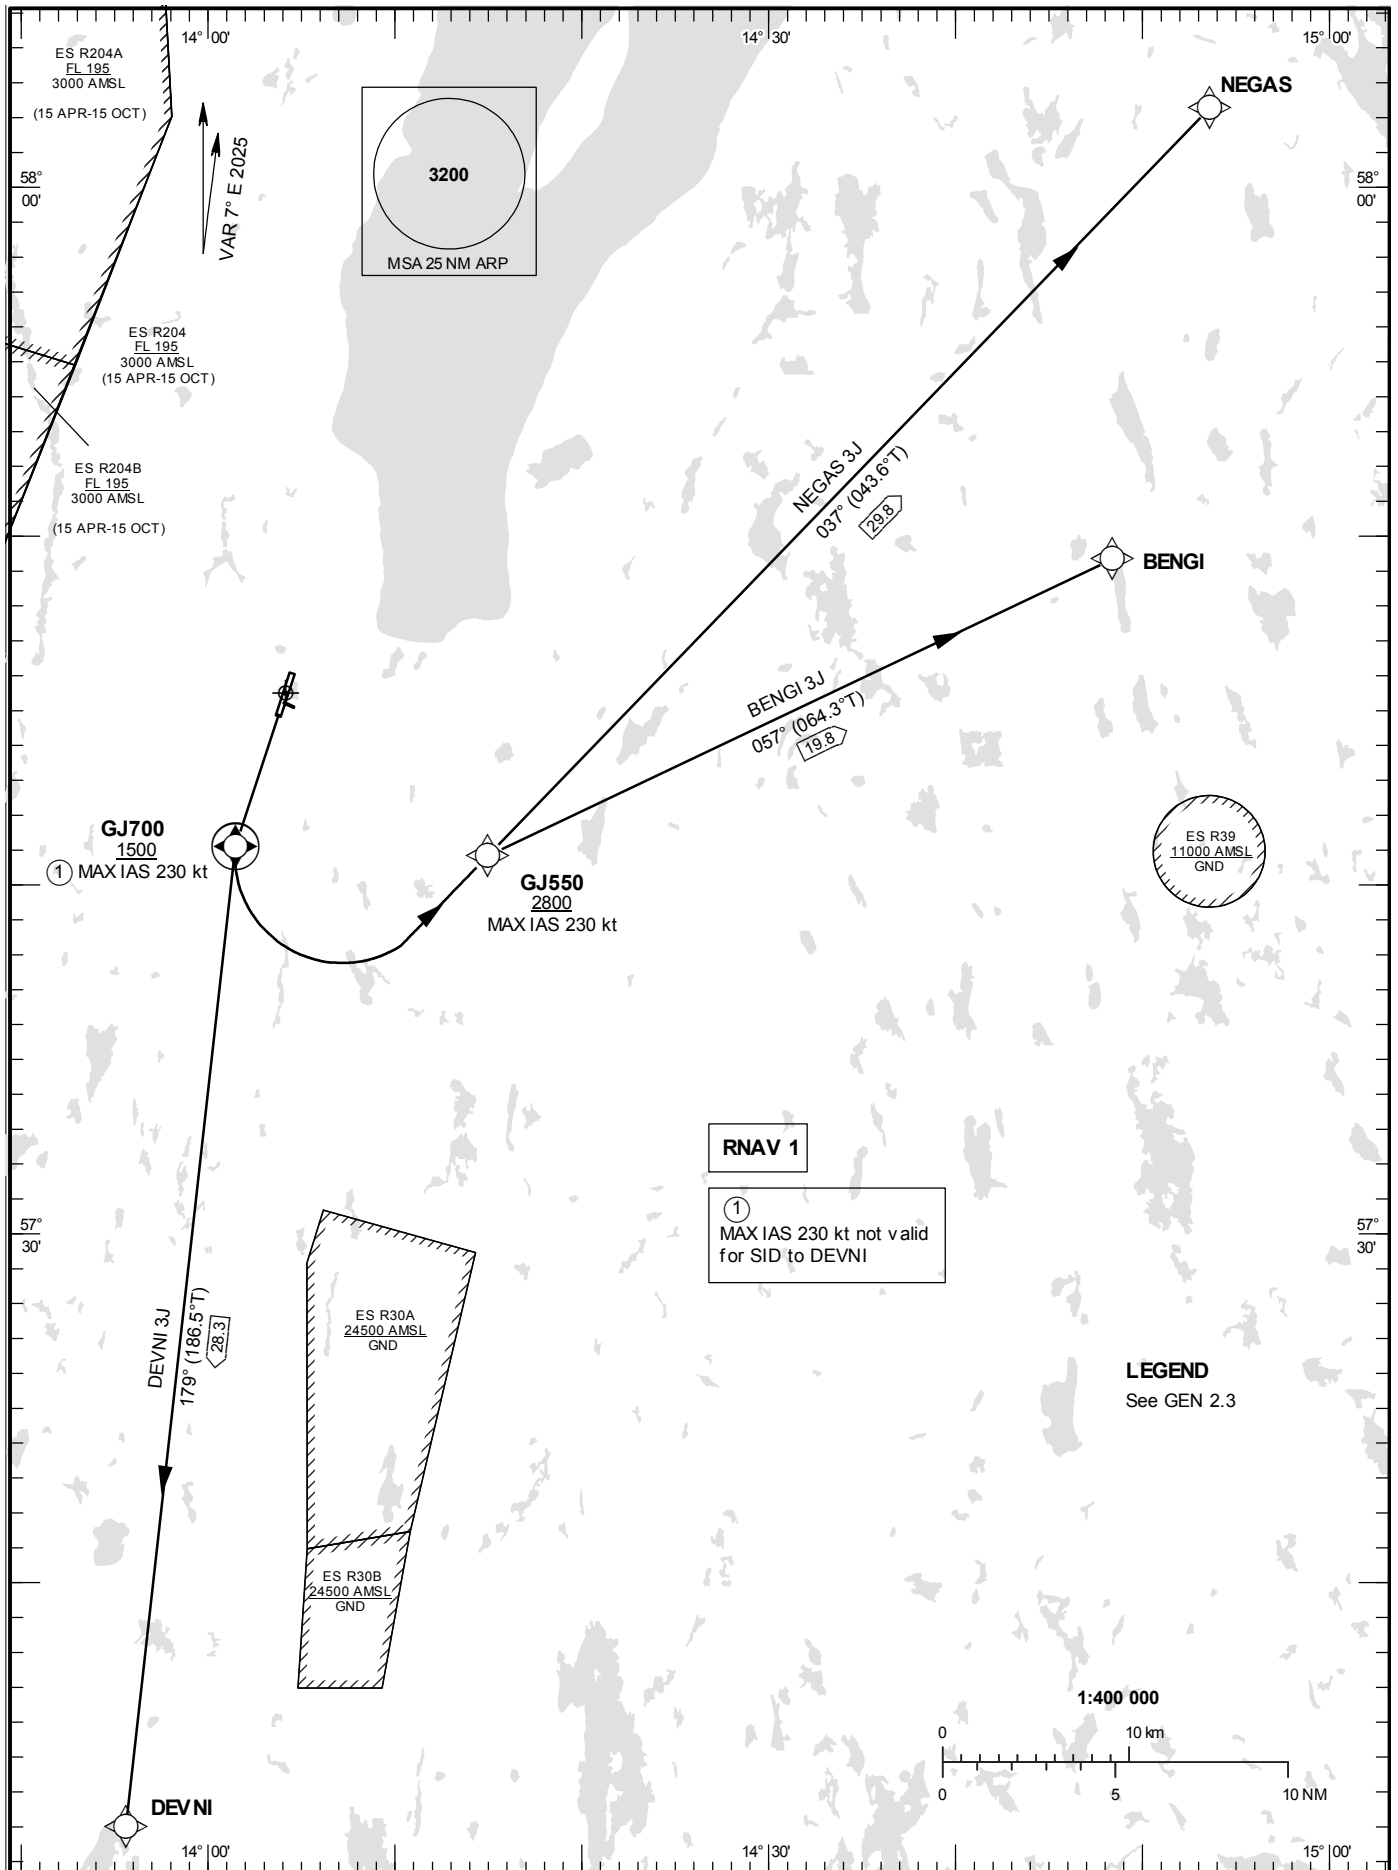 14° 00'
14° 30'
15° 00'
ES R204A
FL 195
3000 AMSL
(15 APR-15 OCT)
VAR 7° E 2025
3200
MSA 25 NM ARP
NEGAS
58°
00'
58°
00'
ES R204
FL 195
3000 AMSL
(15 APR-15 OCT)
ES R204B
FL 195
3000 AMSL
(15 APR-15 OCT)
NEGAS 3J
037° (043.6°T)
29.8
BENGI
BENGI 3J
057° (064.3°T)
19.8
GJ700
1500
1 MAX IAS 230 kt
GJ550
2800
MAX IAS 230 kt
ES R39
11000 AMSL
GND
RNAV 1
1
MAX IAS 230 kt not valid
for SID to DEVNI
57°
30'
57°
30'
DEVNI 3J
179° (186.5°T)
28.3
ES R30A
24500 AMSL
GND
LEGEND
See GEN 2.3
ES R30B
24500 AMSL
GND
1:400 000
0 10 km
0 5 10 NM
DEVNI
14° 00'
14° 30'
15° 00'